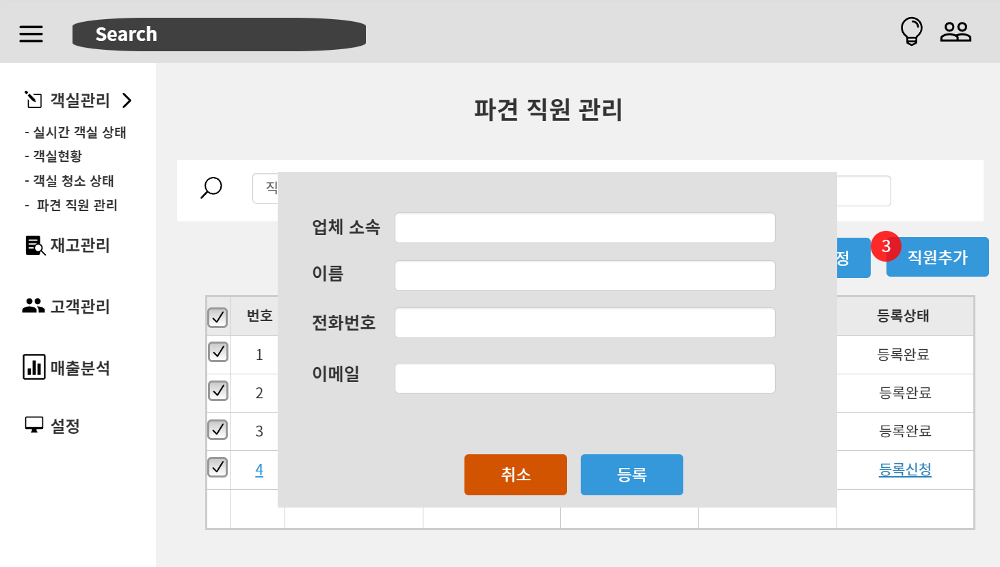 Search
객실관리
- 실시간 객실 상태
- 객실현황
- 객실 청소 상태
- 파견 직원 관리
재고관리
고객관리
매출분석
설정
파견 직원 관리
직
업체 소속
이름
전화번호
이메일
취소
등록
정
3
직원추가
번호
등록상태
1
등록완료
2
등록완료
3
등록완료
4
등록신청